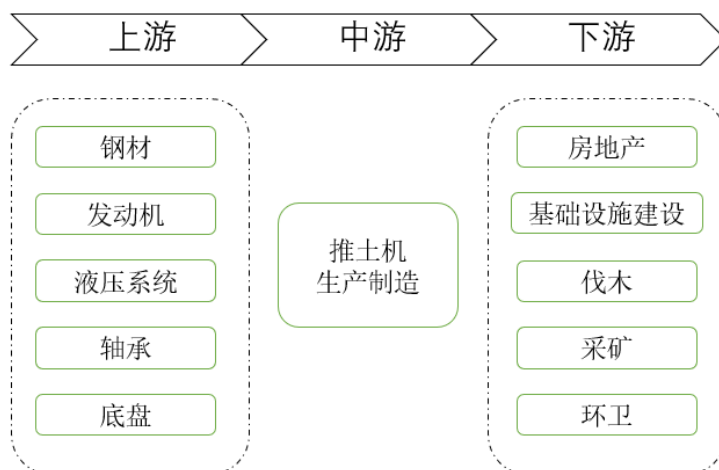 上游
中游
下游
钢材
发动机
液压系统
轴承
底盘
推土机
生产制造
房地产
基础设施建设
伐木
采矿
环卫